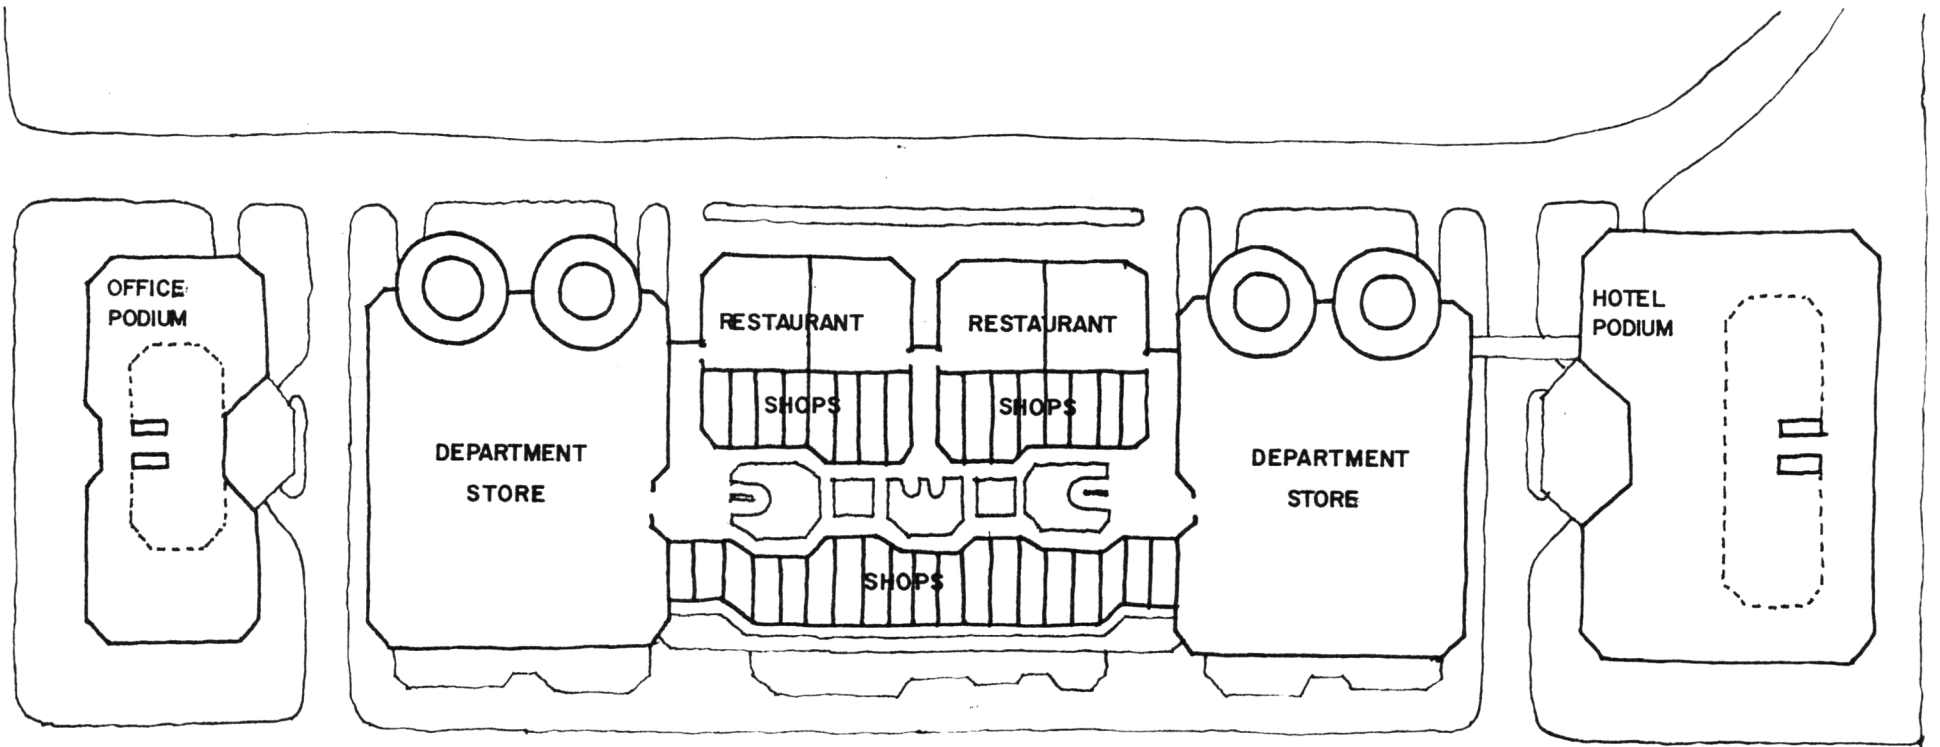 OFFICE
PODIUM
DEPARTMENT
STORE
RESTAURANT
SHOPS
RESTAURANT
SHOPS
SHOPS
DEPARTMENT
STORE
HOTEL
PODIUM